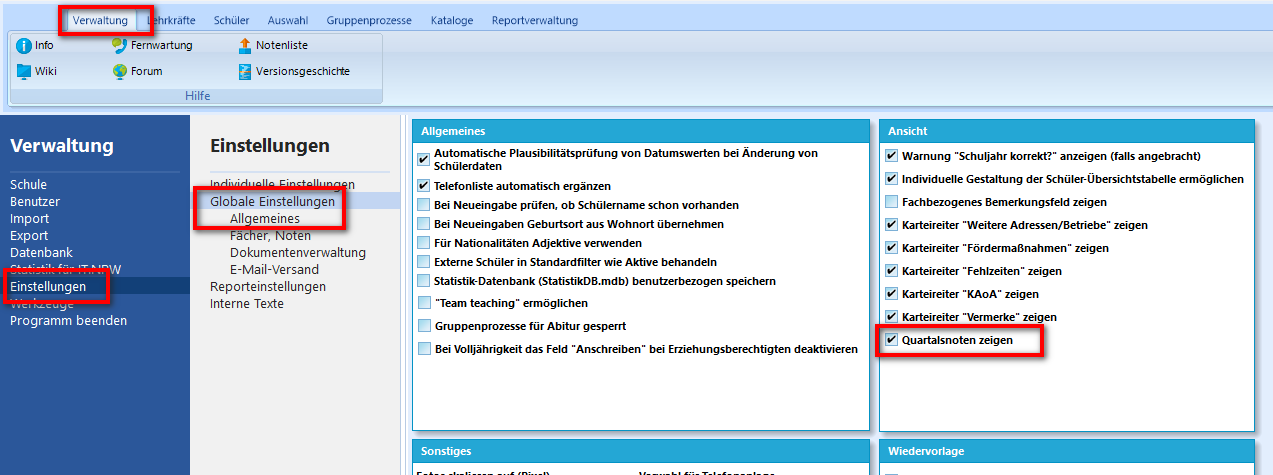 Verwaltung Lehrkräfte Schüler Auswahl Gruppenprozesse Kataloge Reportverwaltung
Info Fernwartung Notenliste
Wiki Forum Versionsgeschichte
Hilfe
Verwaltung
Schule
Benutzer
Import
Export
Datenbank
Statistik für IT.NRW
Einstellungen
Werkzeuge
Programm beenden
Einstellungen
Individuelle Einstellungen
Globale Einstellungen
Allgemeines
Fächer, Noten
Dokumentenverwaltung
E-Mail-Versand
Reporteinstellungen
Interne Texte
Allgemeines
Automatische Plausibilitätsprüfung von Datumswerten bei Änderung von
Schülerdaten
Telefonliste automatisch ergänzen
Bei Neueingabe prüfen, ob Schülername schon vorhanden
Bei Neueingaben Geburtsort aus Wohnort übernehmen
Für Nationalitäten Adjektive verwenden
Externe Schüler in Standardfilter wie Aktive behandeln
Statistik-Datenbank (StatistikDB.mdb) benutzerbezogen speichern
"Team teaching" ermöglichen
Gruppenprozesse für Abitur gesperrt
Bei Volljährigkeit das Feld "Anschreiben" bei Erziehungsberechtigten deaktivieren
Ansicht
Warnung "Schuljahr korrekt?" anzeigen (falls angebracht)
Individuelle Gestaltung der Schüler-Übersichtstabelle ermöglichen
Fachbezogenes Bemerkungsfeld zeigen
Karteireiter "Weitere Adressen/Betriebe" zeigen
Karteireiter "Fördermaßnahmen" zeigen
Karteireiter "Fehlzeiten" zeigen
Karteireiter "KAoA" zeigen
Karteireiter "Vermerke" zeigen
Quartalsnoten zeigen
Sonstiges
Fotos skalieren auf (Pixel) Vorwahl für Telefonanlage
Wiedervorlage